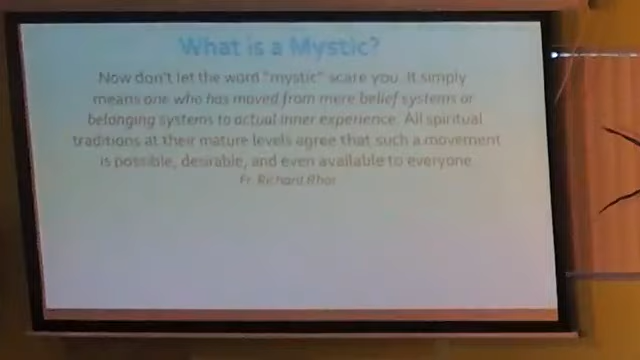 What is a Mystic?
Now don't let the word "mystic" scare you. It simply
means one who has moved from mere belief systems or
belonging systems to actual inner experience. All spiritual
traditions at their mature levels agree that such a movement
is possible, desirable, and even available to everyone
Fr. Richard Rhor